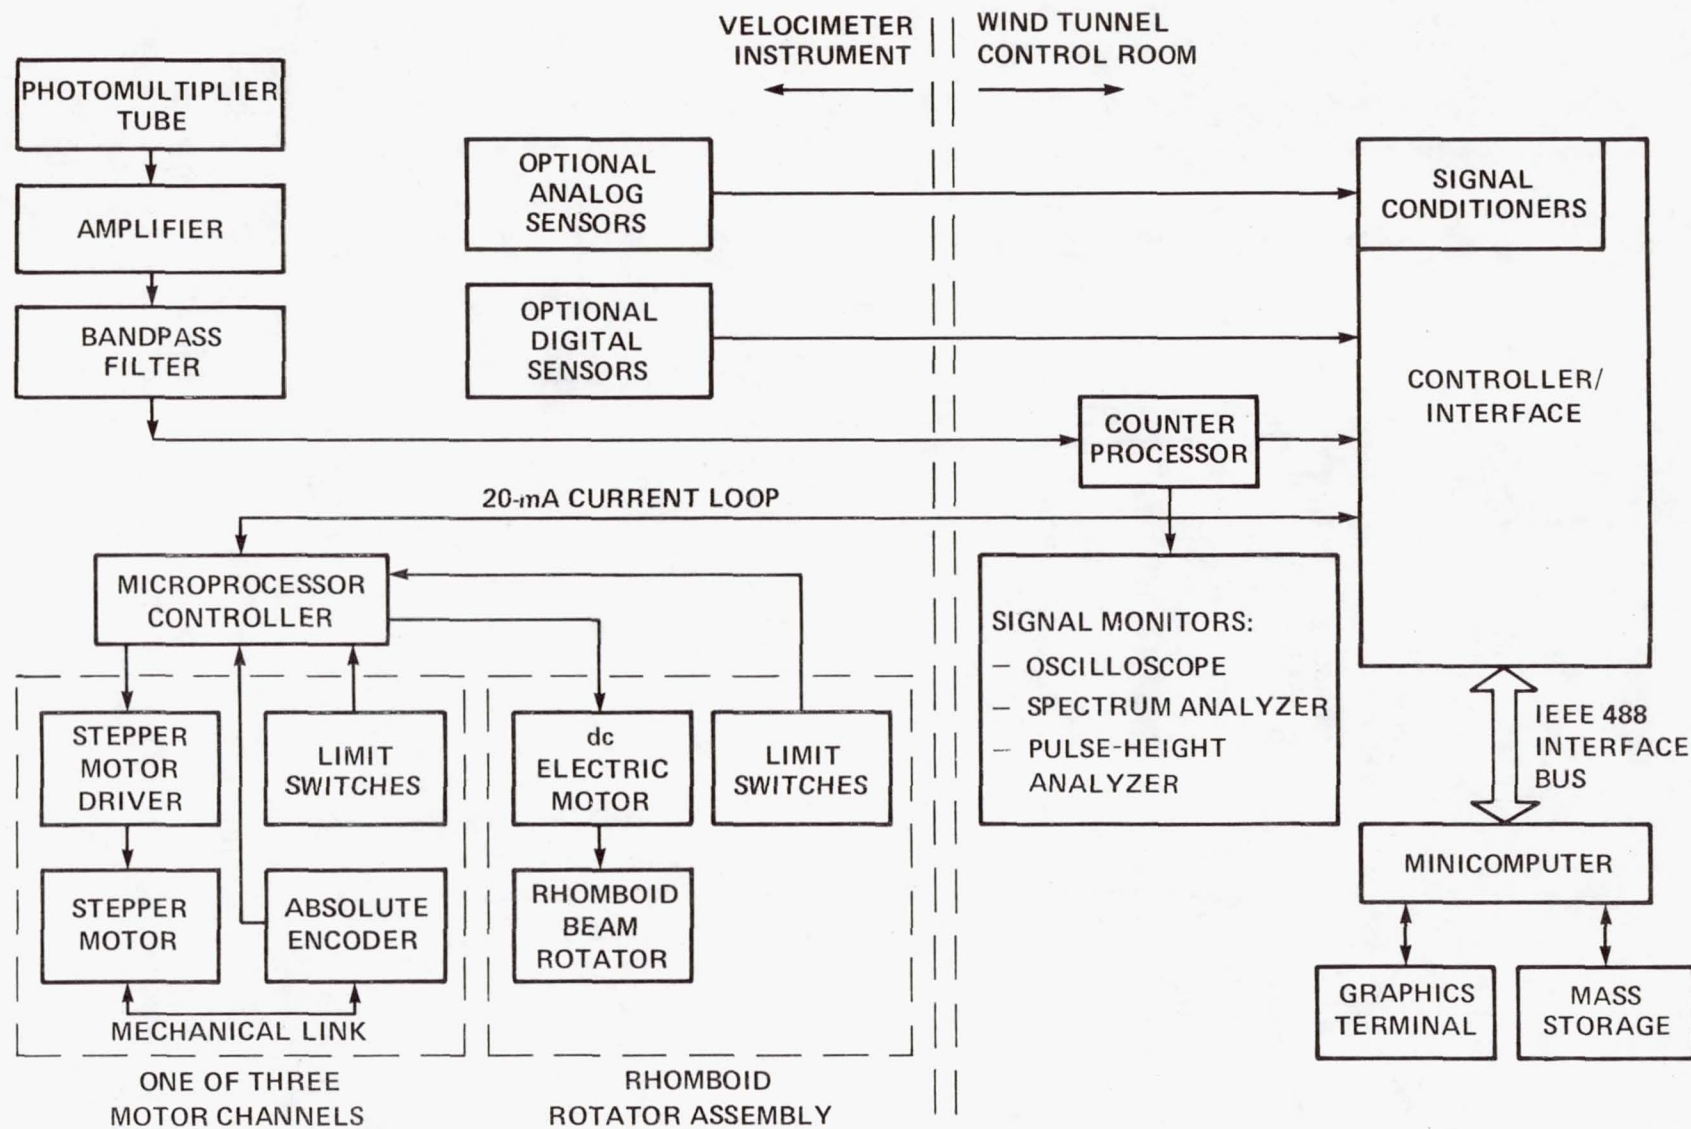 VELOCIMETER
INSTRUMENT
WIND TUNNEL
CONTROL ROOM
PHOTOMULTIPLIER
TUBE
AMPLIFIER
BANDPASS
FILTER
OPTIONAL
ANALOG
SENSORS
OPTIONAL
DIGITAL
SENSORS
SIGNAL
CONDITIONERS
CONTROLLER/
INTERFACE
COUNTER
PROCESSOR
20-mA CURRENT LOOP
MICROPROCESSOR
CONTROLLER
SIGNAL MONITORS:
– OSCILLOSCOPE
– SPECTRUM ANALYZER
– PULSE-HEIGHT
ANALYZER
STEPPER
MOTOR
DRIVER
LIMIT
SWITCHES
dc
ELECTRIC
MOTOR
LIMIT
SWITCHES
STEPPER
MOTOR
ABSOLUTE
ENCODER
RHOMBOID
BEAM
ROTATOR
MECHANICAL LINK
ONE OF THREE
MOTOR CHANNELS
RHOMBOID
ROTATOR ASSEMBLY
IEEE 488
INTERFACE
BUS
MINICOMPUTER
GRAPHICS
TERMINAL
MASS
STORAGE